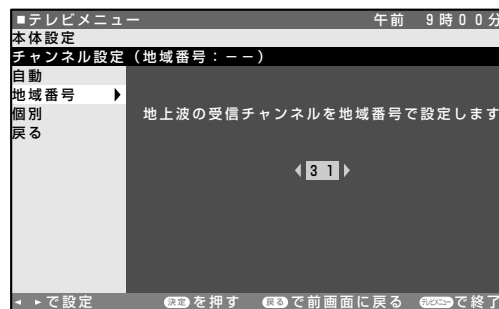 ■テレビメニュー 午前 9時00分
本体設定
チャンネル設定（地域番号：－－）
自動
地域番号
個別
戻る
地上波の受信チャンネルを地域番号で設定します
31
で設定 決定を押す 戻るで前画面に戻る テレビメニューで終了